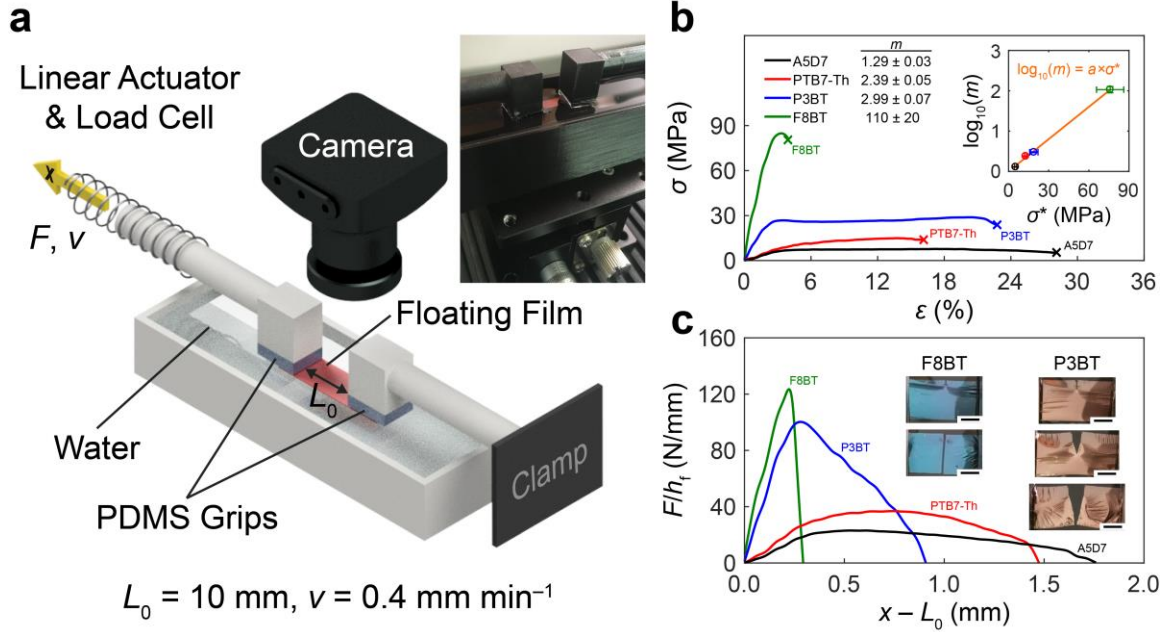 a
Linear Actuator
& Load Cell
Camera
x
F, v
Floating Film
L₀
Water
PDMS Grips
Clamp
L₀ = 10 mm, v = 0.4 mm min⁻¹
b
m
A5D7 1.29 ± 0.03
PTB7-Th 2.39 ± 0.05
P3BT 2.99 ± 0.07
F8BT 110 ± 20
σ (MPa)
120
90
60
30
0
F8BT
P3BT
PTB7-Th
A5D7
0 6 12 18 24 30 36
ε (%)
log₁₀(m) = a×σ*
log₁₀(m)
3
2
1
0
0 30 60 90
σ* (MPa)
c
F/hf (N/mm)
160
120
80
40
0
F8BT
P3BT
PTB7-Th
A5D7
F8BT P3BT
0.0 0.5 1.0 1.5 2.0
x – L₀ (mm)